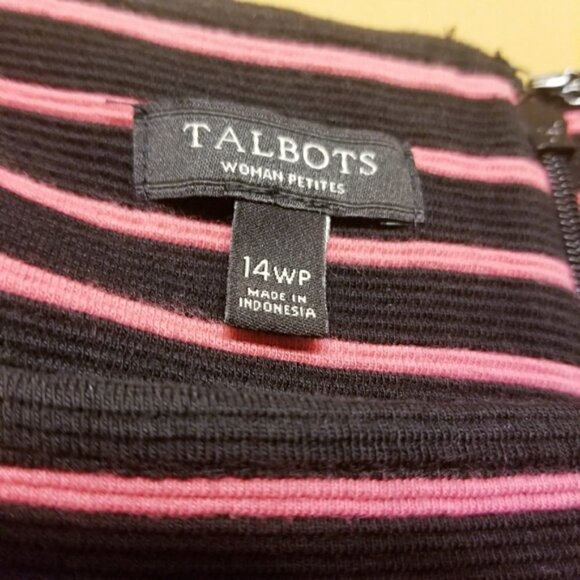 TALBOTS
WOMAN PETITES
14WP
MADE IN
INDONESIA